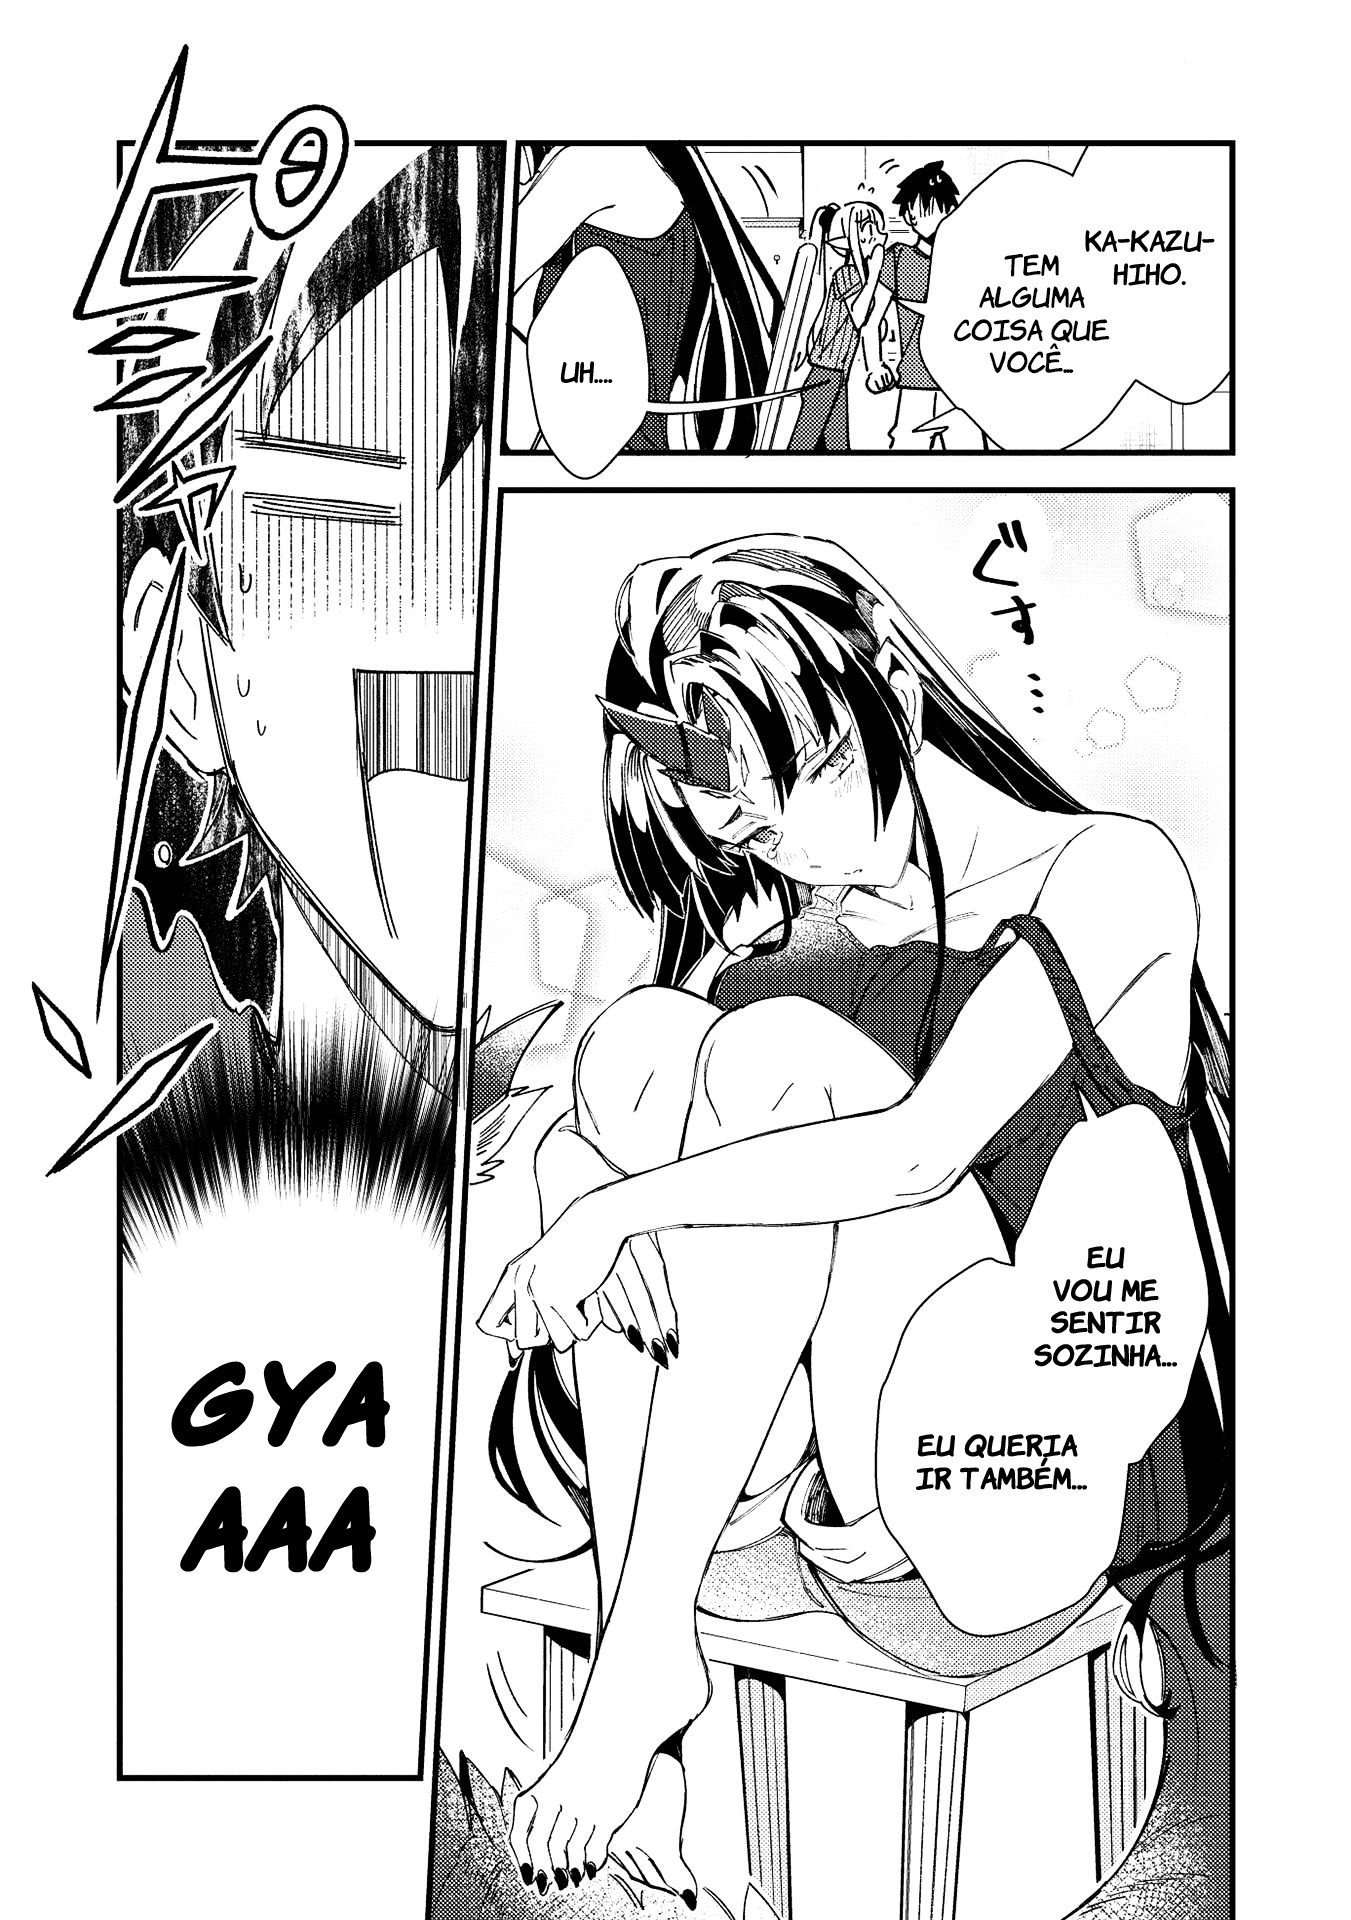 KA-KAZU-
HIHO.
TEM
ALGUMA
COISA QUE
VOCÊ...
UH....
ぐす…
EU
VOU ME
SENTIR
SOZINHA...
EU QUERIA
IR TAMBÉM...
GYA
AAA